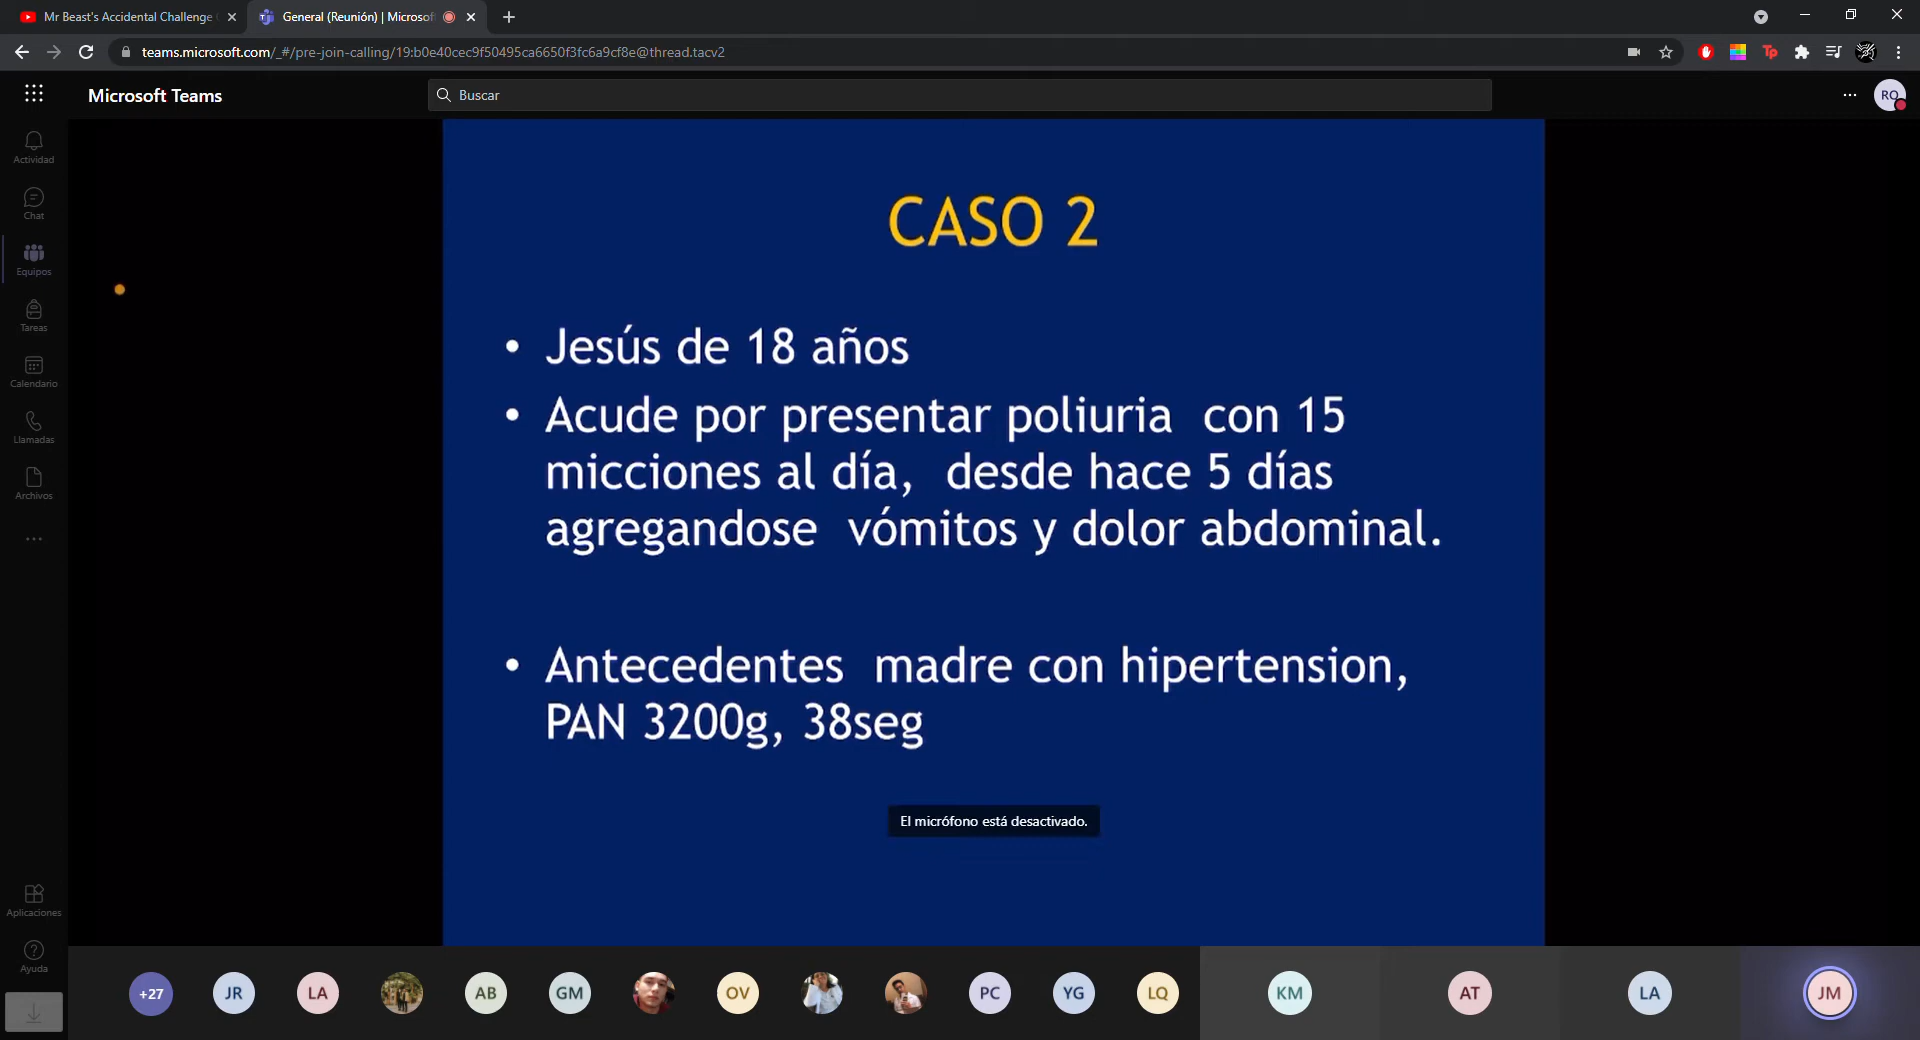 Mr Beast's Accidental Challenge
General (Reunión) | Microsof
teams.microsoft.com/_#/pre-join-calling/19:b0e40cec9f50495ca6650f3fc6a9cf8e@thread.tacv2
Tp
Microsoft Teams
Buscar
RO
Actividad
Chat
Equipos
Tareas
Calendario
Llamadas
Archivos
Aplicaciones
Ayuda
CASO 2
• Jesús de 18 años
• Acude por presentar poliuria con 15
micciones al día, desde hace 5 días
agregandose vómitos y dolor abdominal.
• Antecedentes madre con hipertension,
PAN 3200g, 38seg
El micrófono está desactivado.
+27 JR LA AB GM OV PC YG LQ KM AT LA JM